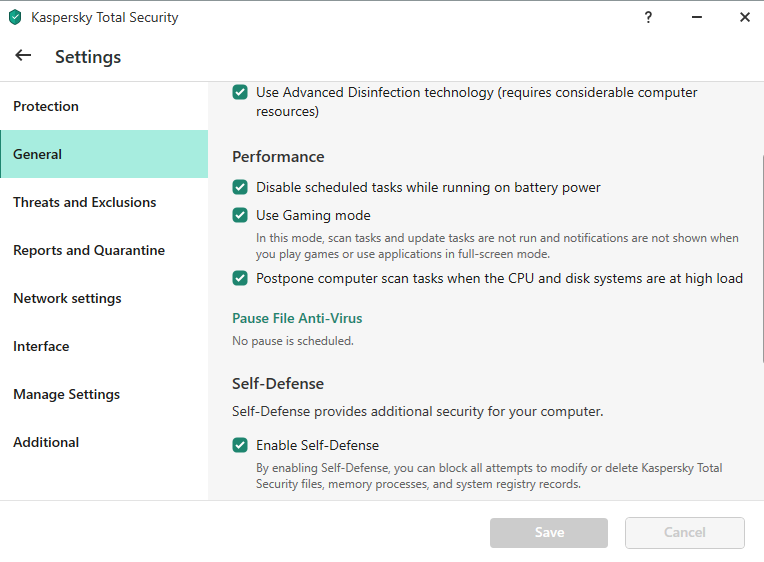 Kaspersky Total Security
?
Settings
Protection
General
Threats and Exclusions
Reports and Quarantine
Network settings
Interface
Manage Settings
Additional
Use Advanced Disinfection technology (requires considerable computer
resources)
Performance
Disable scheduled tasks while running on battery power
Use Gaming mode
In this mode, scan tasks and update tasks are not run and notifications are not shown when
you play games or use applications in full-screen mode.
Postpone computer scan tasks when the CPU and disk systems are at high load
Pause File Anti-Virus
No pause is scheduled.
Self-Defense
Self-Defense provides additional security for your computer.
Enable Self-Defense
By enabling Self-Defense, you can block all attempts to modify or delete Kaspersky Total
Security files, memory processes, and system registry records.
Save
Cancel